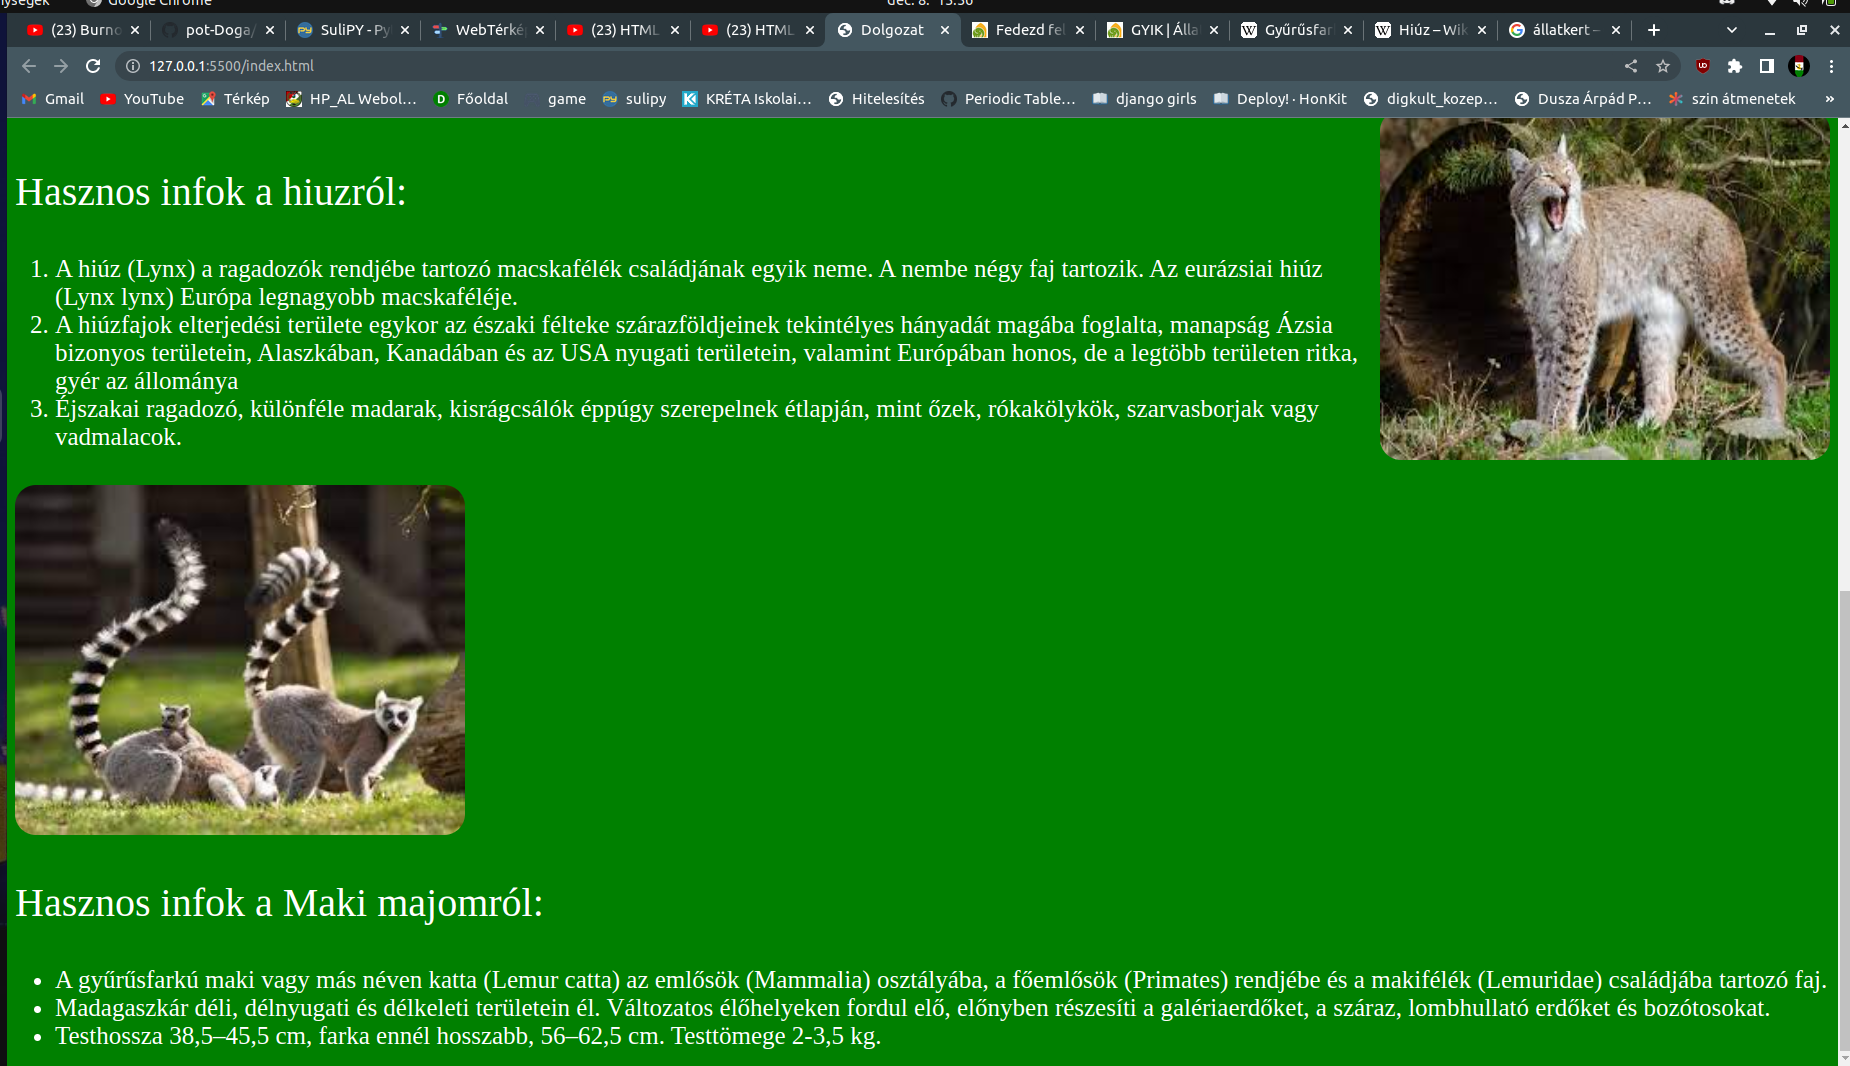 Google Chrome
dec. 8. 15:36
(23) Burno
pot-Doga/
SuliPY - Py
WebTérké
(23) HTML
(23) HTML
Dolgozat
Fedezd fel
GYIK | Álla
Gyűrűsfar
Hiúz – Wik
állatkert –
127.0.0.1:5500/index.html
Gmail
YouTube
Térkép
HP_AL Webol…
Főoldal
game
sulipy
KRÉTA Iskolai…
Hitelesítés
Periodic Table…
django girls
Deploy! · HonKit
digkult_kozep…
Dusza Árpád P…
szin átmenetek
»
Hasznos infok a hiuzról:
1. A hiúz (Lynx) a ragadozók rendjébe tartozó macskafélék családjának egyik neme. A nembe négy faj tartozik. Az eurázsiai hiúz
(Lynx lynx) Európa legnagyobb macskaféléje.
2. A hiúzfajok elterjedési területe egykor az északi félteke szárazföldjeinek tekintélyes hányadát magába foglalta, manapság Ázsia
bizonyos területein, Alaszkában, Kanadában és az USA nyugati területein, valamint Európában honos, de a legtöbb területen ritka,
gyér az állománya
3. Éjszakai ragadozó, különféle madarak, kisrágcsálók éppúgy szerepelnek étlapján, mint őzek, rókakölykök, szarvasborjak vagy
vadmalacok.
Hasznos infok a Maki majomról:
• A gyűrűsfarkú maki vagy más néven katta (Lemur catta) az emlősök (Mammalia) osztályába, a főemlősök (Primates) rendjébe és a makifélék (Lemuridae) családjába tartozó faj.
• Madagaszkár déli, délnyugati és délkeleti területein él. Változatos élőhelyeken fordul elő, előnyben részesíti a galériaerdőket, a száraz, lombhullató erdőket és bozótosokat.
• Testhossza 38,5–45,5 cm, farka ennél hosszabb, 56–62,5 cm. Testtömege 2-3,5 kg.